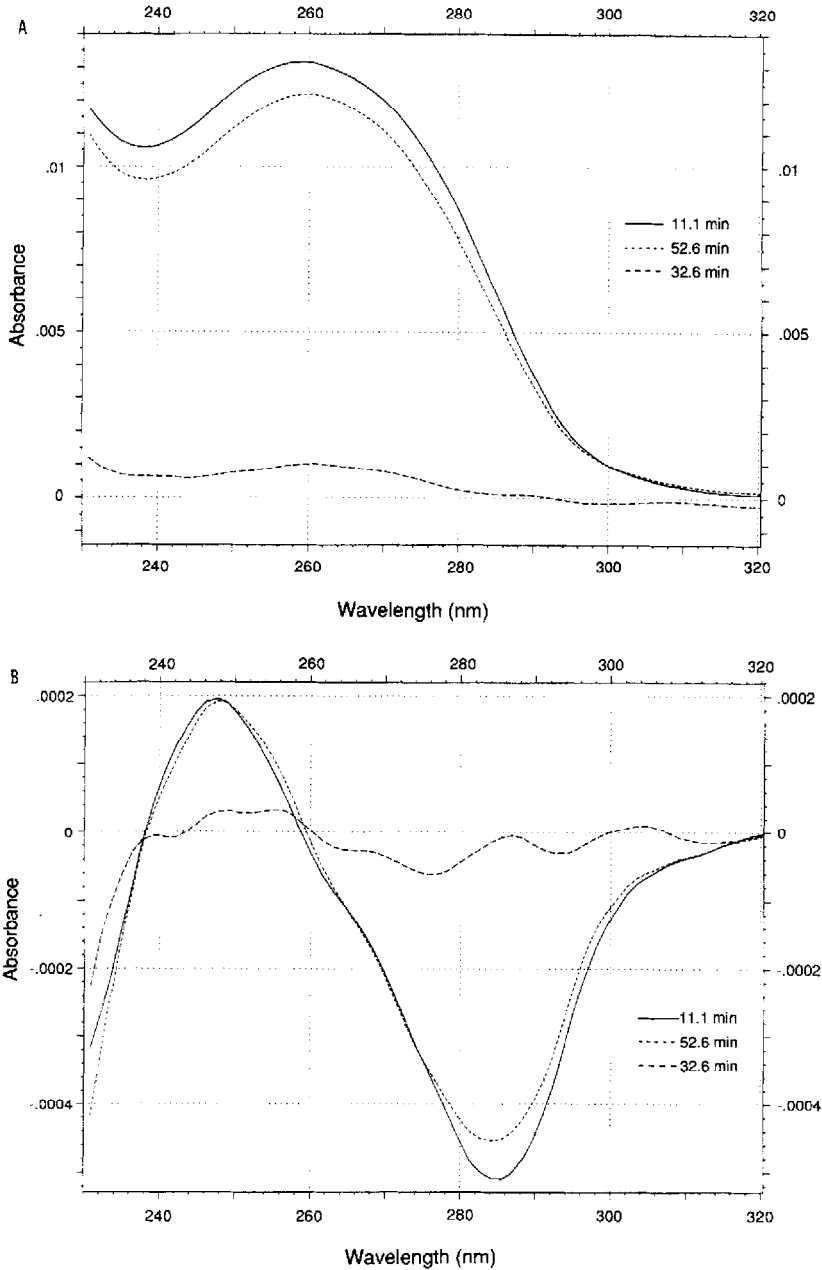 A
240 260 280 300 320
.01 .01
11.1 min
52.6 min
32.6 min
Absorbance
.005 .005
0 0
240 260 280 300 320
Wavelength (nm)
B
240 260 280 300 320
.0002 .0002
0 0
Absorbance
-.0002 -.0002
11.1 min
52.6 min
32.6 min
-.0004 -.0004
240 260 280 300 320
Wavelength (nm)